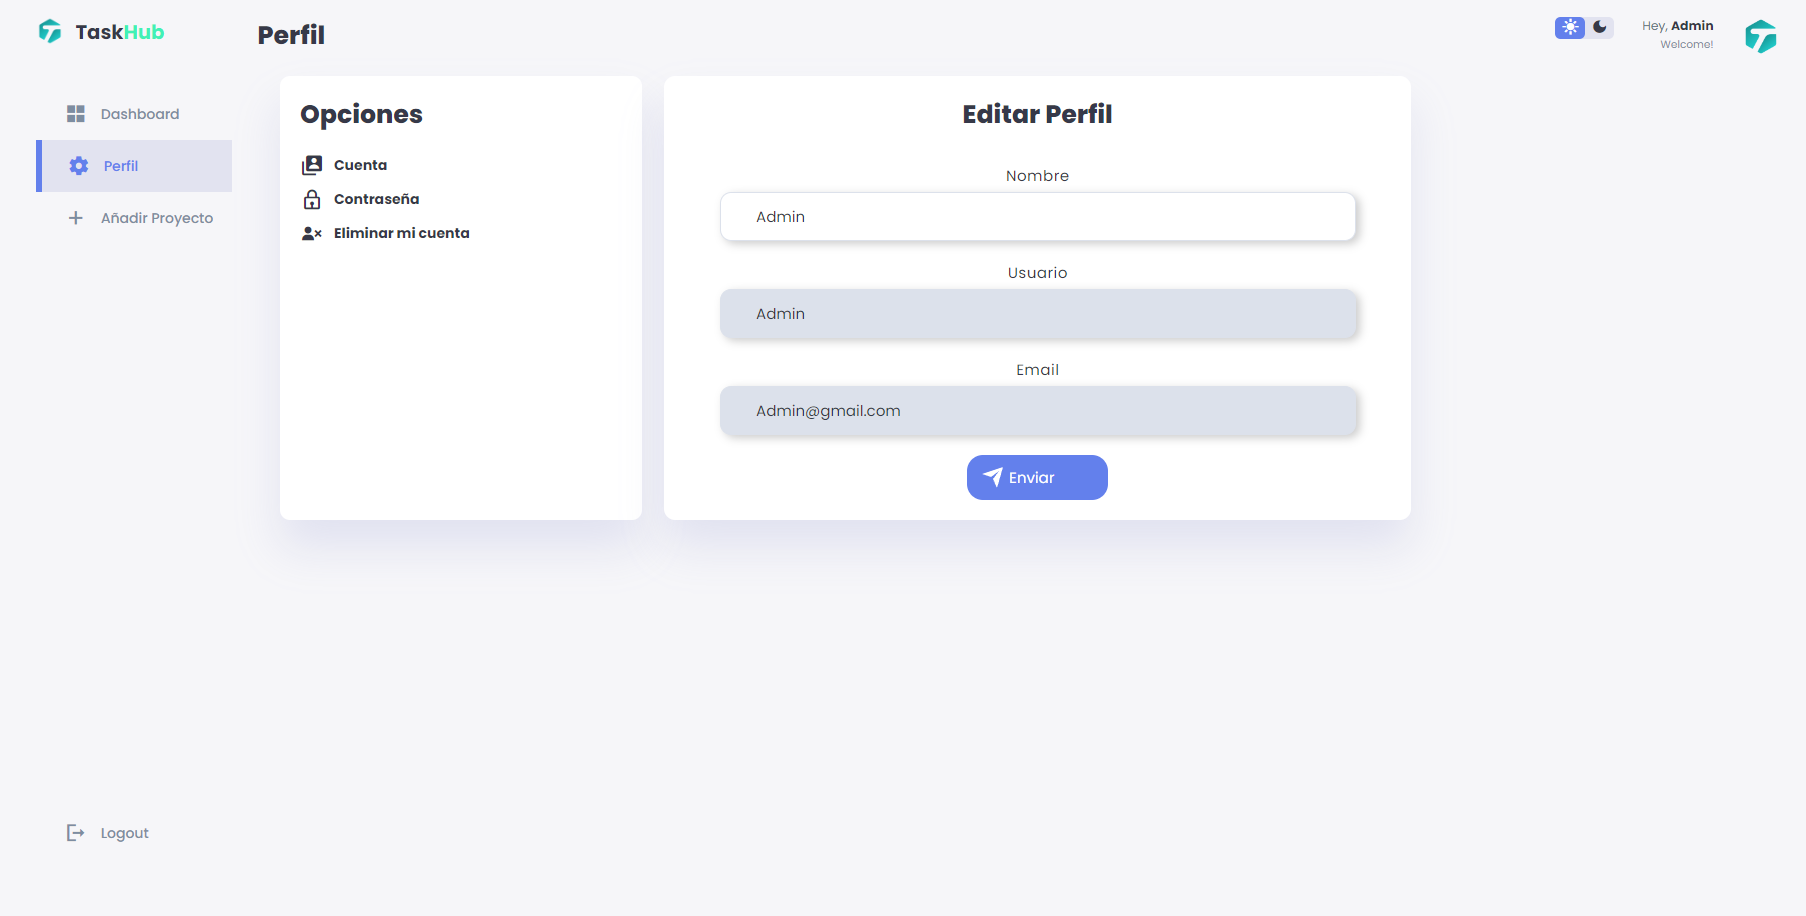 TaskHub
Perfil
Hey, Admin
Welcome!
Dashboard
Perfil
Añadir Proyecto
Logout
Opciones
Cuenta
Contraseña
Eliminar mi cuenta
Editar Perfil
Nombre
Admin
Usuario
Admin
Email
Admin@gmail.com
Enviar